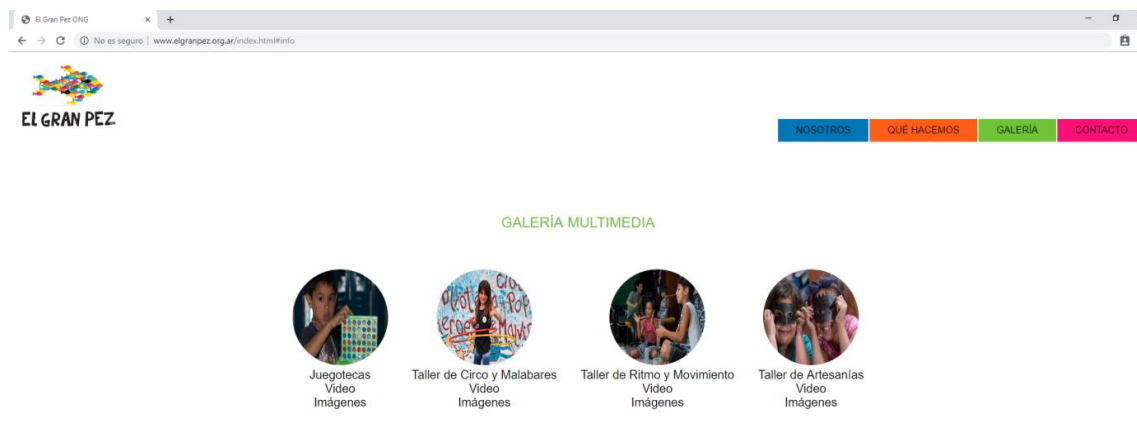 El Gran Pez ONG
No es seguro | www.elgranpez.org.ar/index.html#info
EL GRAN PEZ
NOSOTROS QUÉ HACEMOS GALERÍA CONTACTO
GALERÍA MULTIMEDIA
Juegotecas
Video
Imágenes
Taller de Circo y Malabares
Video
Imágenes
Taller de Ritmo y Movimiento
Video
Imágenes
Taller de Artesanías
Video
Imágenes